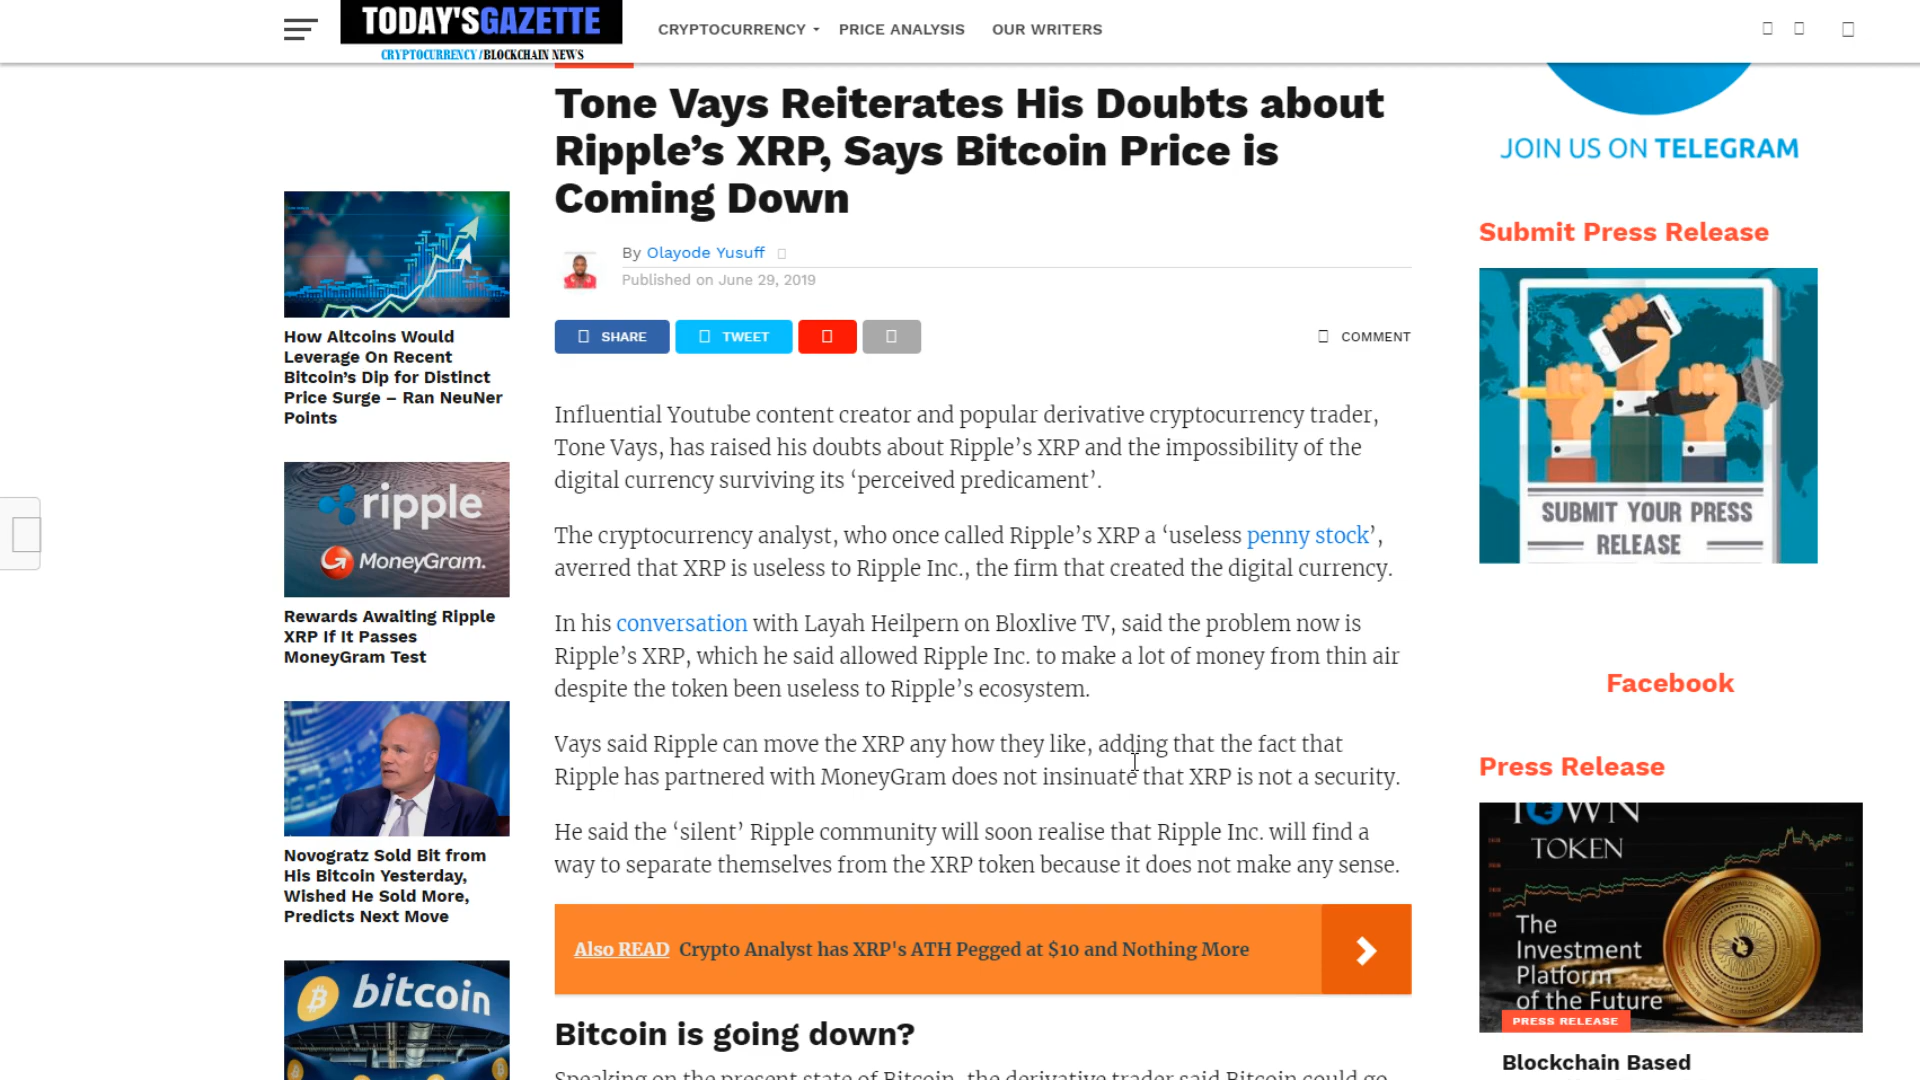 TODAY'SGAZETTE
CRYPTOCURRENCY/BLOCKCHAIN NEWS
CRYPTOCURRENCY
PRICE ANALYSIS
OUR WRITERS
Tone Vays Reiterates His Doubts about
Ripple’s XRP, Says Bitcoin Price is
Coming Down
By Olayode Yusuff
Published on June 29, 2019
SHARE
TWEET
COMMENT
Influential Youtube content creator and popular derivative cryptocurrency trader,
Tone Vays, has raised his doubts about Ripple’s XRP and the impossibility of the
digital currency surviving its ‘perceived predicament’.
The cryptocurrency analyst, who once called Ripple’s XRP a ‘useless penny stock’,
averred that XRP is useless to Ripple Inc., the firm that created the digital currency.
In his conversation with Layah Heilpern on Bloxlive TV, said the problem now is
Ripple’s XRP, which he said allowed Ripple Inc. to make a lot of money from thin air
despite the token been useless to Ripple’s ecosystem.
Vays said Ripple can move the XRP any how they like, adding that the fact that
Ripple has partnered with MoneyGram does not insinuate that XRP is not a security.
He said the ‘silent’ Ripple community will soon realise that Ripple Inc. will find a
way to separate themselves from the XRP token because it does not make any sense.
Also READ Crypto Analyst has XRP's ATH Pegged at $10 and Nothing More
Bitcoin is going down?
Speaking on the present state of Bitcoin, the derivative trader said Bitcoin could go
How Altcoins Would
Leverage On Recent
Bitcoin’s Dip for Distinct
Price Surge – Ran NeuNer
Points
ripple
MoneyGram.
Rewards Awaiting Ripple
XRP If It Passes
MoneyGram Test
Novogratz Sold Bit from
His Bitcoin Yesterday,
Wished He Sold More,
Predicts Next Move
bitcoin
JOIN US ON TELEGRAM
Submit Press Release
SUBMIT YOUR PRESS
RELEASE
Facebook
Press Release
TOWN
TOKEN
The
Investment
Platform
of the Future
PRESS RELEASE
Blockchain Based